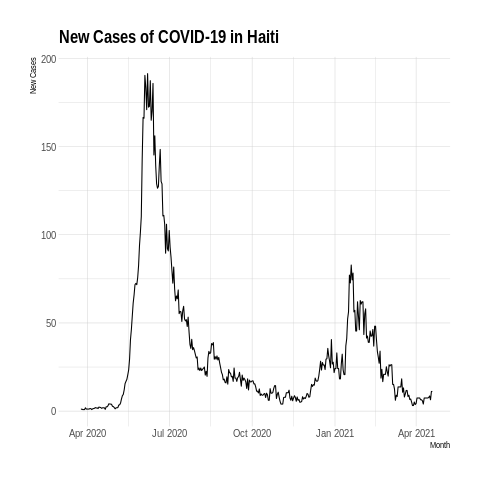 New Cases of COVID-19 in Haiti
New Cases
200
150
100
50
0
Apr 2020
Jul 2020
Oct 2020
Jan 2021
Apr 2021
Month